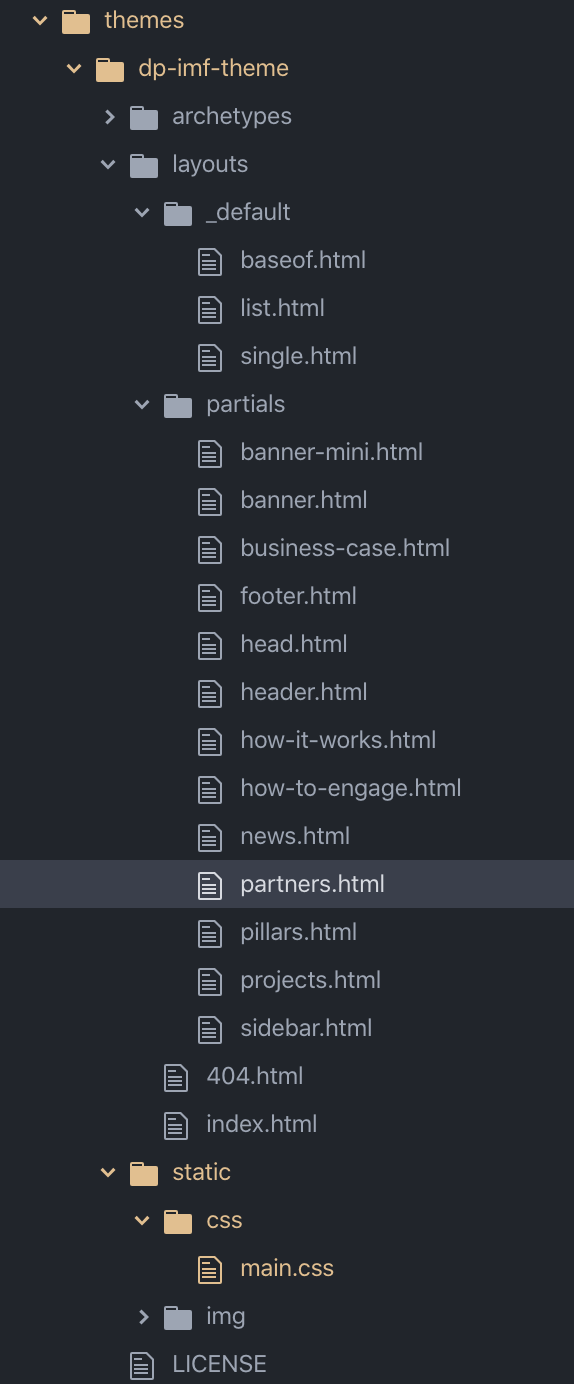 themes
dp-imf-theme
archetypes
layouts
_default
baseof.html
list.html
single.html
partials
banner-mini.html
banner.html
business-case.html
footer.html
head.html
header.html
how-it-works.html
how-to-engage.html
news.html
partners.html
pillars.html
projects.html
sidebar.html
404.html
index.html
static
css
main.css
img
LICENSE